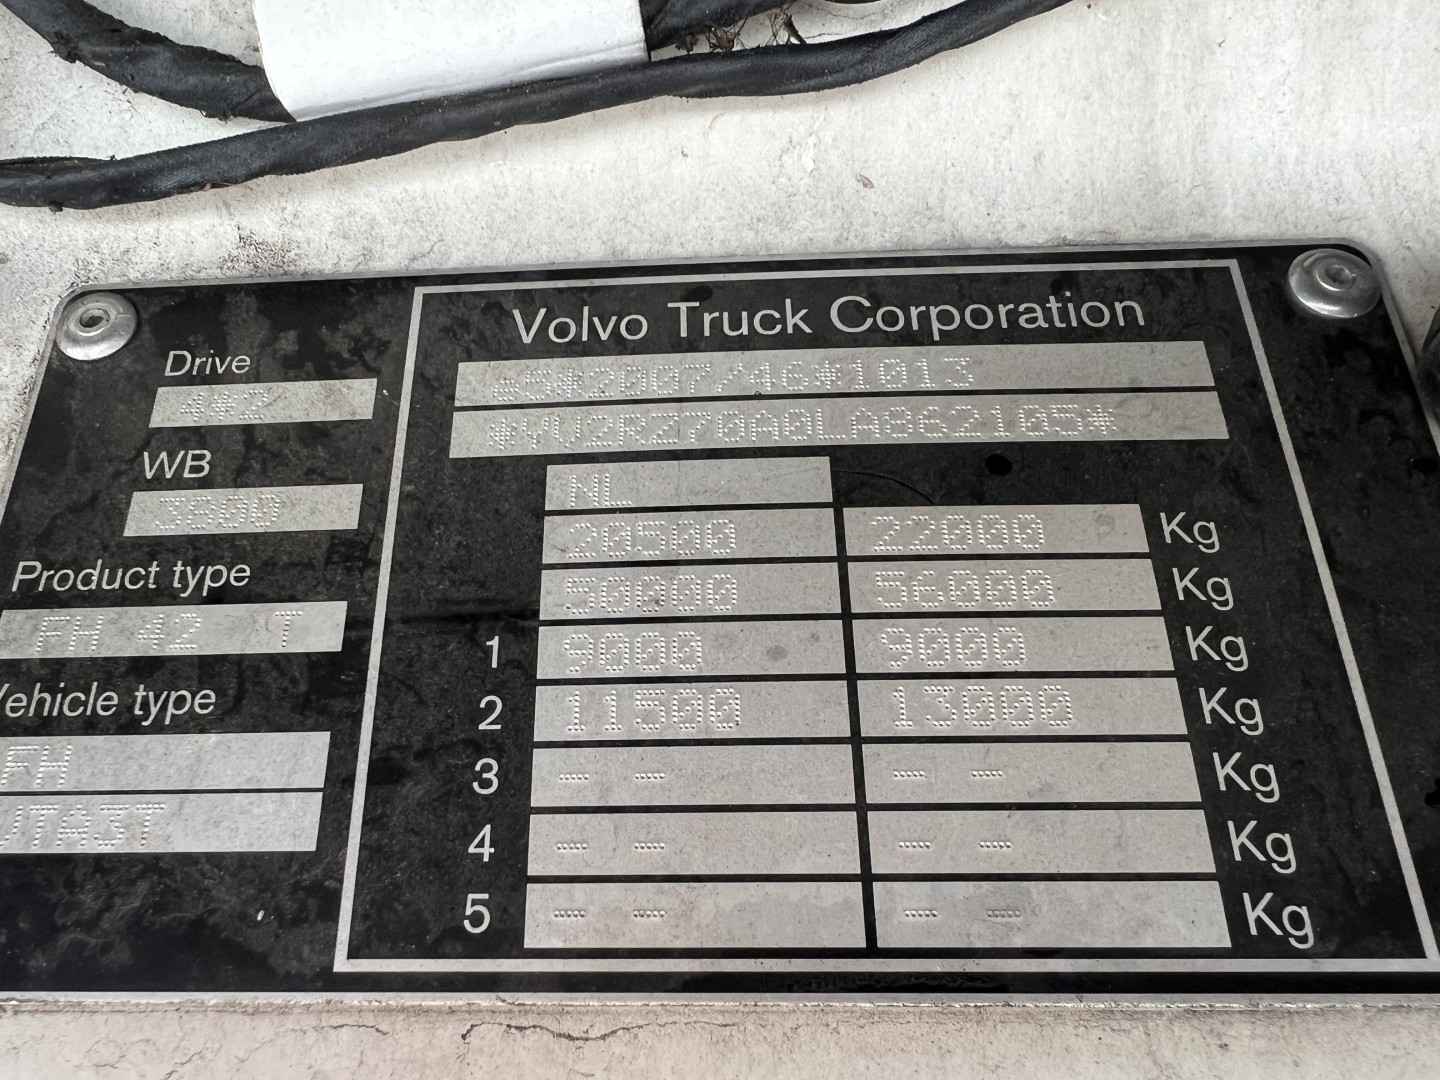 Volvo Truck Corporation
e5*2007/46*1013
*YV2RZ70A0LA862105*
Drive
4*2
WB
3800
Product type
FH 42 T
Vehicle type
FH
VTA3T
NL
20500 22000 Kg
50000 56000 Kg
1 9000 9000 Kg
2 11500 13000 Kg
3 -- -- -- -- Kg
4 -- -- -- -- Kg
5 -- -- -- -- Kg